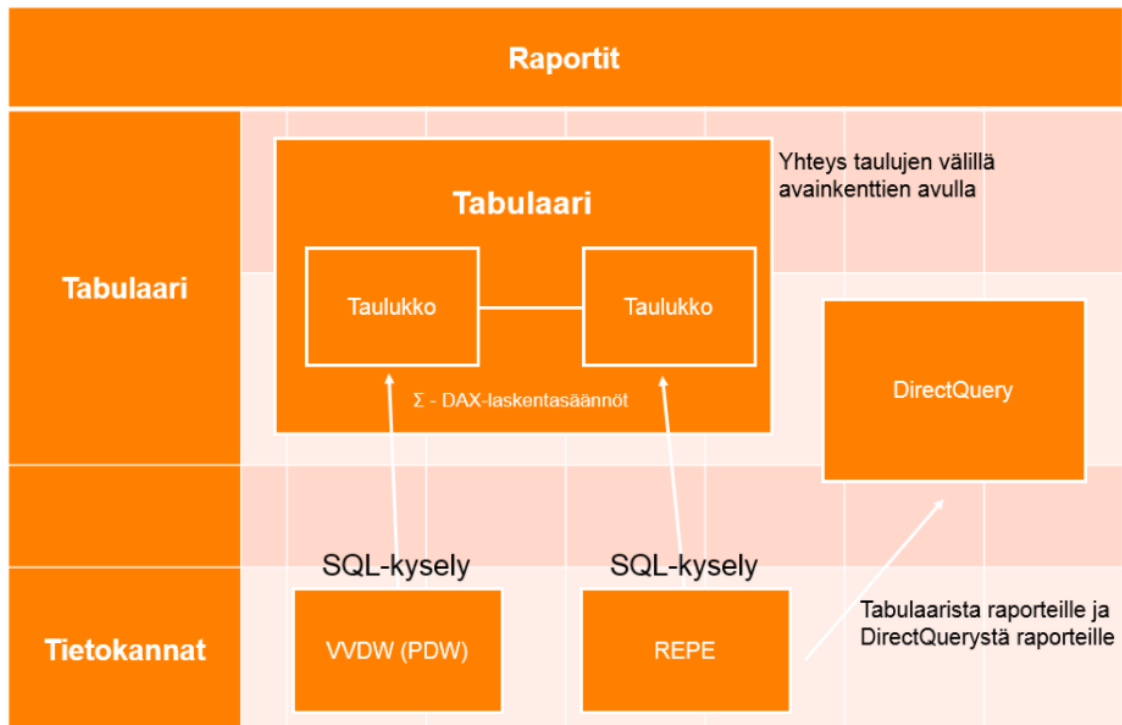 Raportit
Tabulaari
Tabulaari
Yhteys taulujen välillä
avainkenttien avulla
Taulukko
Taulukko
Σ - DAX-laskentasäännöt
DirectQuery
SQL-kysely
SQL-kysely
Tietokannat
VVDW (PDW)
REPE
Tabulaarista raporteille ja
DirectQuerystä raporteille